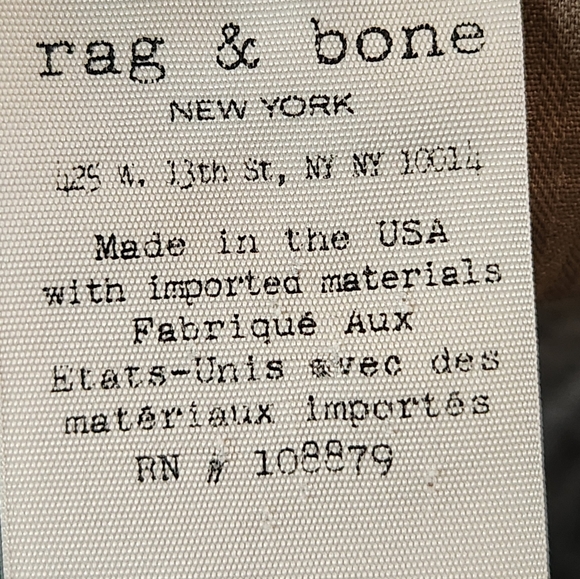 rag & bone
NEW YORK
425 W. 13th St, NY NY 10014
Made in the USA
with imported materials
Fabriqué Aux
Etats-Unis avec des
matériaux importés
RN # 108879